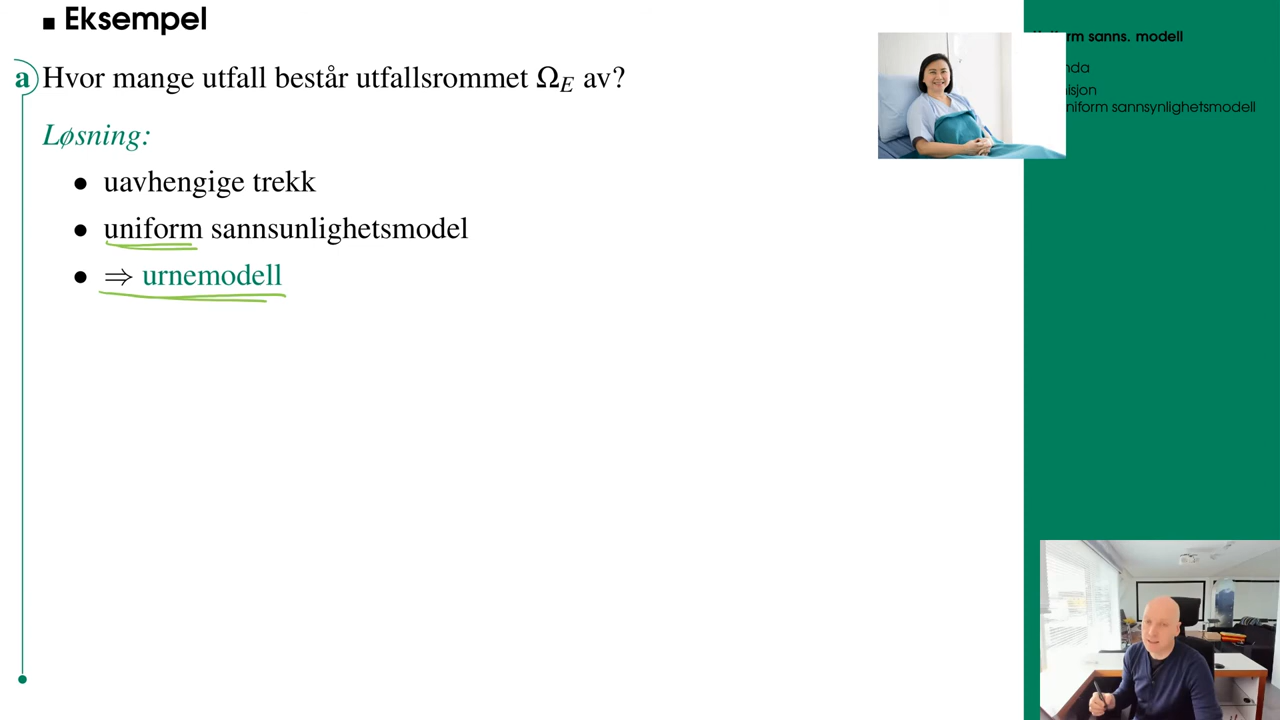 Eksempel
a Hvor mange utfall består utfallsrommet Ω_E av?
Løsning:
• uavhengige trekk
• uniform sannsunlighetsmodel
• ⇒ urnemodell
rm sanns. modell
nda
isjon
niform sannsynlighetsmodell